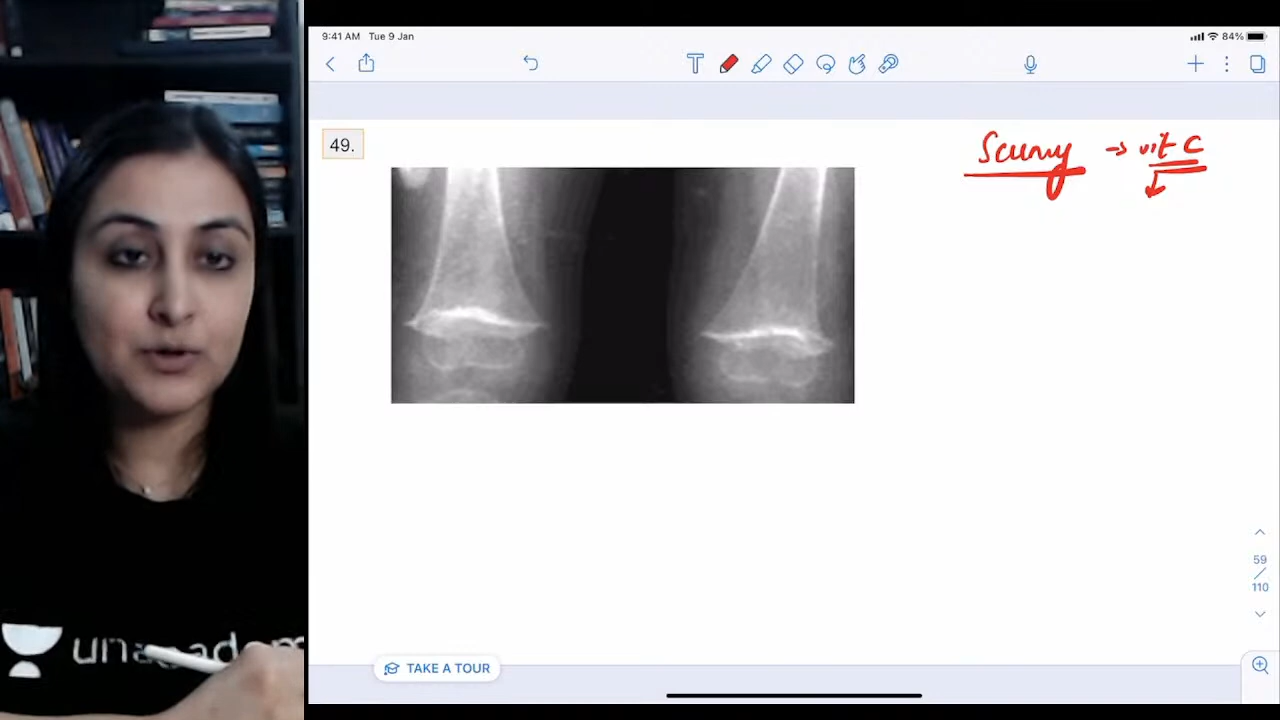 9:41 AM Tue 9 Jan
84%
49.
Scurvy → vit C
↓
59
/
110
TAKE A TOUR
unacadem